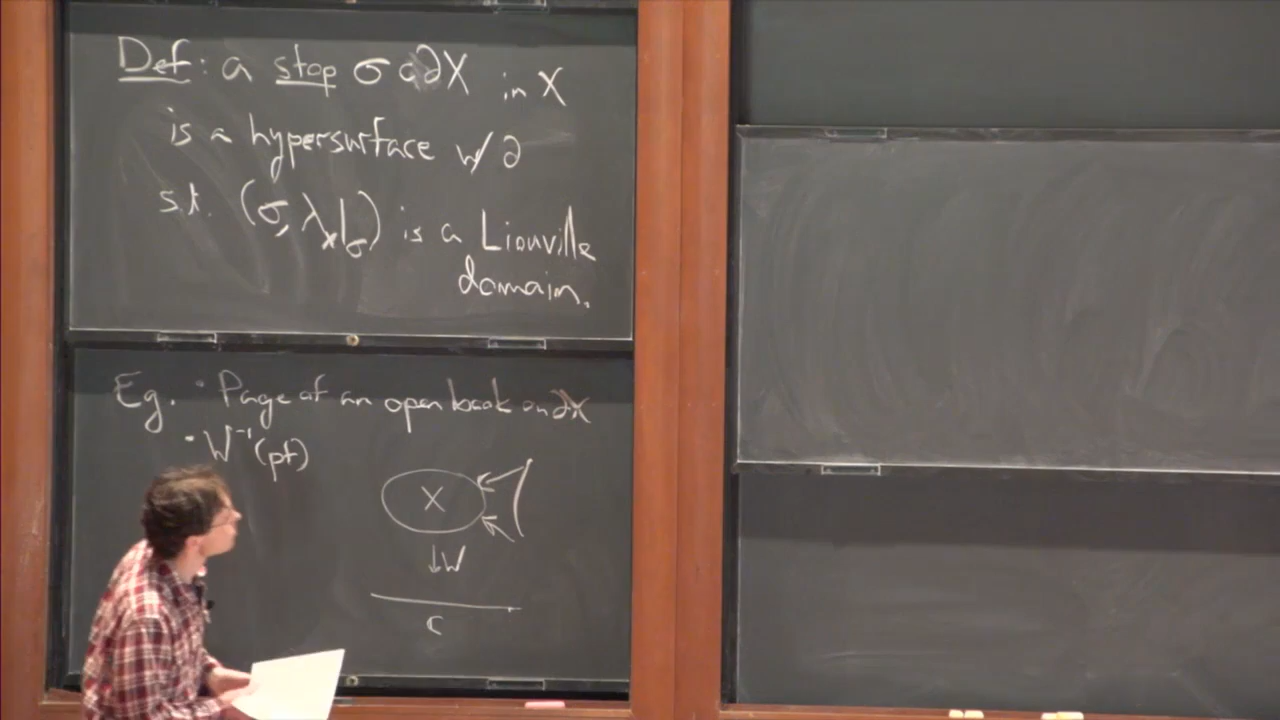 Def: a stop σ ⊂ ∂X in X
is a hypersurface w/ ∂
s.t. (σ, λ_X|_σ) is a Liouville
domain.
Eg. • Page of an open book on ∂X
• W⁻¹(pt)
X
↓W
C